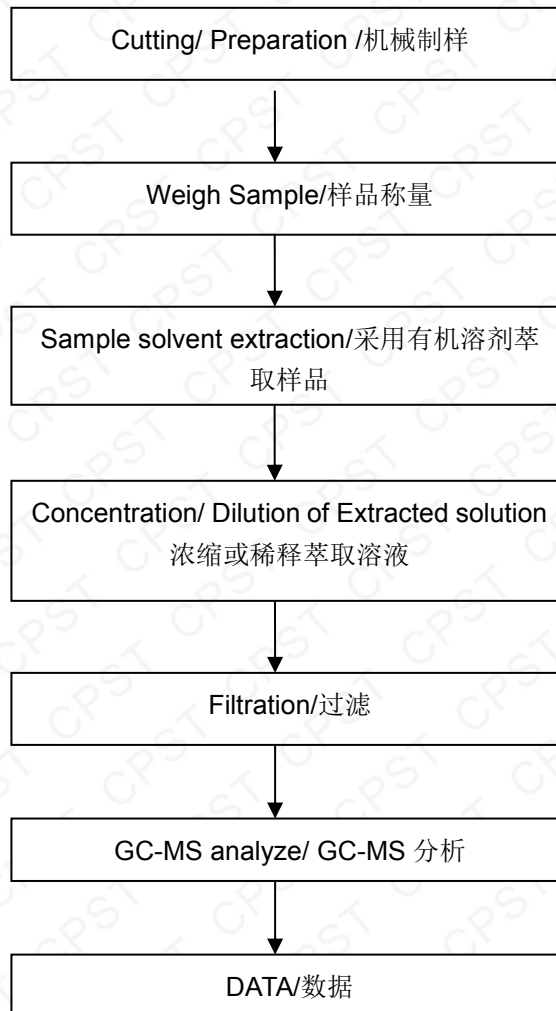 Cutting/ Preparation /机械制样
Weigh Sample/样品称量
Sample solvent extraction/采用有机溶剂萃
取样品
Concentration/ Dilution of Extracted solution
浓缩或稀释萃取溶液
Filtration/过滤
GC-MS analyze/ GC-MS 分析
DATA/数据